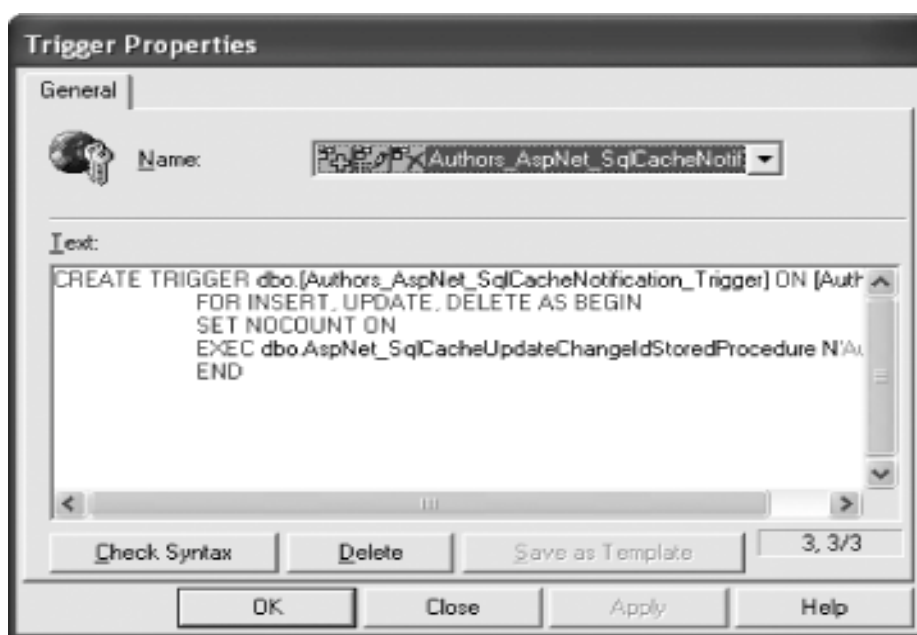 Trigger Properties
General
Name: Authors_AspNet_SqlCacheNotif
Text:
CREATE TRIGGER dbo.[Authors_AspNet_SqlCacheNotification_Trigger] ON [Auth
FOR INSERT, UPDATE, DELETE AS BEGIN
SET NOCOUNT ON
EXEC dbo.AspNet_SqlCacheUpdateChangeIdStoredProcedure N'Au
END
Check Syntax Delete Save as Template 3, 3/3
OK Close Apply Help